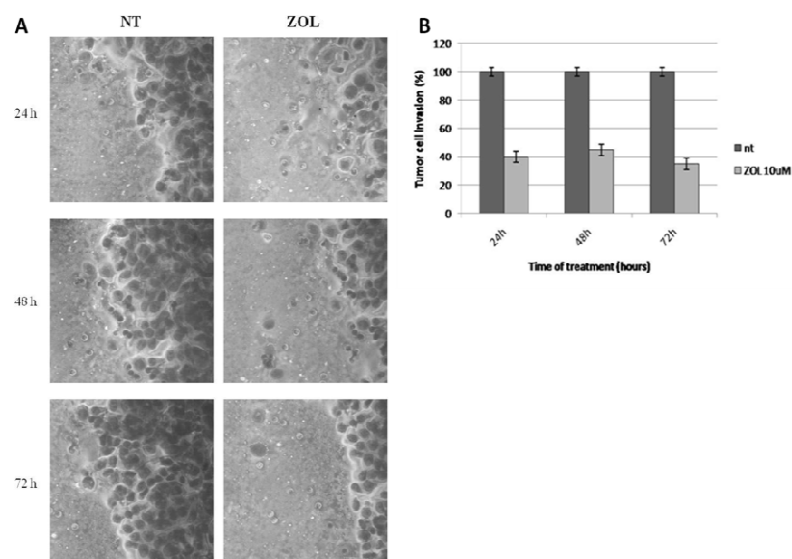 A
NT
ZOL
24 h
48 h
72 h
B
120
100
80
60
40
20
0
Tumor cell invasion (%)
24h
48h
72h
Time of treatment (hours)
nt
ZOL 10uM